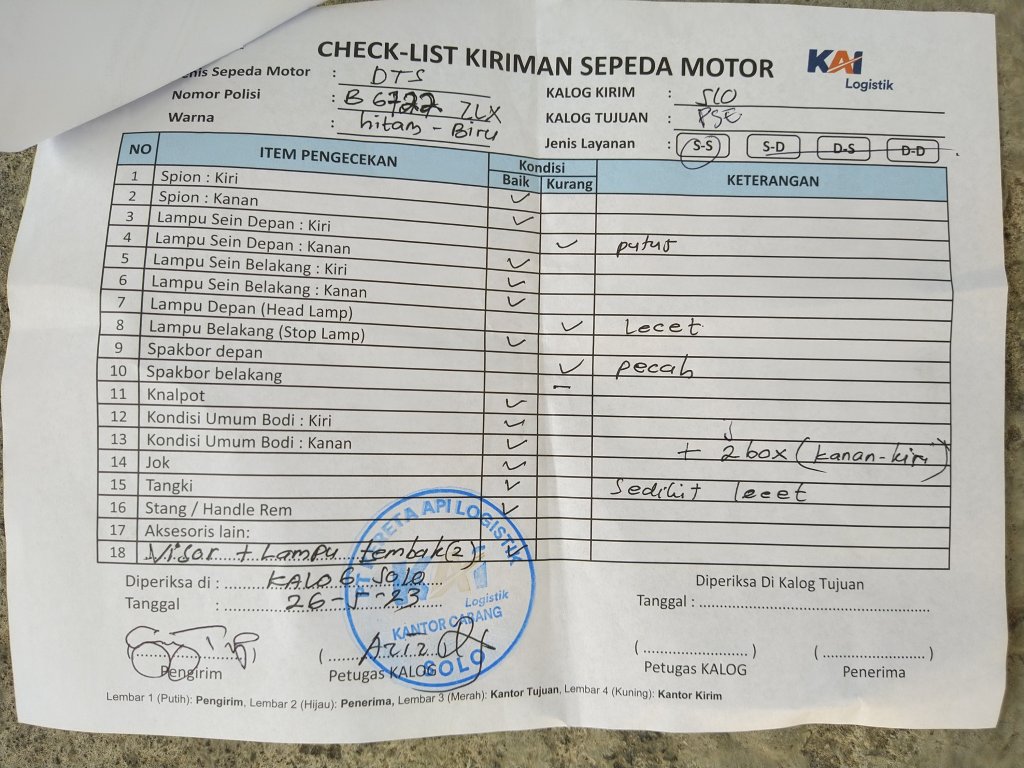 CHECK-LIST KIRIMAN SEPEDA MOTOR
KAI Logistik
enis Sepeda Motor : DTS
Nomor Polisi : B 6722 ZLX
Warna : hitam - Biru
KALOG KIRIM : SLO
KALOG TUJUAN : PSE
Jenis Layanan : S-S S-D D-S D-D
NO ITEM PENGECEKAN Kondisi KETERANGAN
Baik Kurang
1 Spion : Kiri
2 Spion : Kanan ✓
3 Lampu Sein Depan : Kiri ✓
4 Lampu Sein Depan : Kanan ✓ putus
5 Lampu Sein Belakang : Kiri ✓
6 Lampu Sein Belakang : Kanan ✓
7 Lampu Depan (Head Lamp) ✓
8 Lampu Belakang (Stop Lamp) ✓ Lecet
9 Spakbor depan ✓
10 Spakbor belakang ✓ pecah
11 Knalpot –
12 Kondisi Umum Bodi : Kiri ✓
13 Kondisi Umum Bodi : Kanan ✓
14 Jok ✓ + 2 box (kanan-kiri)
15 Tangki ✓ Sedikit lecet
16 Stang / Handle Rem ✓
17 Aksesoris lain:
18 Visor + Lampu tembak(2)
Diperiksa di : KALOG SOLO
Tanggal : 26-5-23
Diperiksa Di Kalog Tujuan
Tanggal :
PT KERETA API LOGISTIK
KAI Logistik
KANTOR CABANG
SOLO
Pengirim
Petugas KALOG
Petugas KALOG
Penerima
Lembar 1 (Putih): Pengirim, Lembar 2 (Hijau): Penerima, Lembar 3 (Merah): Kantor Tujuan, Lembar 4 (Kuning): Kantor Kirim